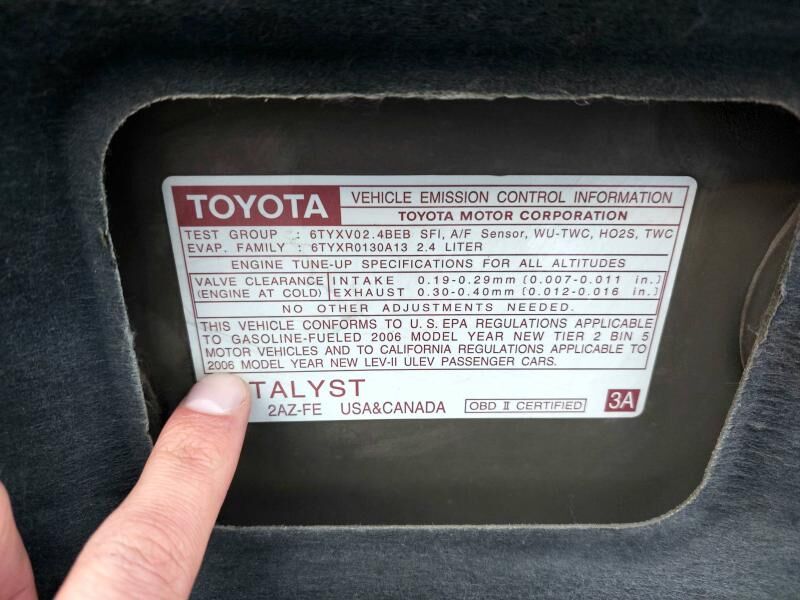 TOYOTA VEHICLE EMISSION CONTROL INFORMATION
TOYOTA MOTOR CORPORATION
TEST GROUP : 6TYXV02.4BEB SFI, A/F Sensor, WU-TWC, HO2S, TWC
EVAP. FAMILY : 6TYXR0130A13 2.4 LITER
ENGINE TUNE-UP SPECIFICATIONS FOR ALL ALTITUDES
VALVE CLEARANCE INTAKE 0.19-0.29mm (0.007-0.011 in.)
(ENGINE AT COLD) EXHAUST 0.30-0.40mm (0.012-0.016 in.)
NO OTHER ADJUSTMENTS NEEDED.
THIS VEHICLE CONFORMS TO U.S. EPA REGULATIONS APPLICABLE
TO GASOLINE-FUELED 2006 MODEL YEAR NEW TIER 2 BIN 5
MOTOR VEHICLES AND TO CALIFORNIA REGULATIONS APPLICABLE TO
2006 MODEL YEAR NEW LEV-II ULEV PASSENGER CARS.
TALYST
2AZ-FE USA&CANADA OBD II CERTIFIED 3A